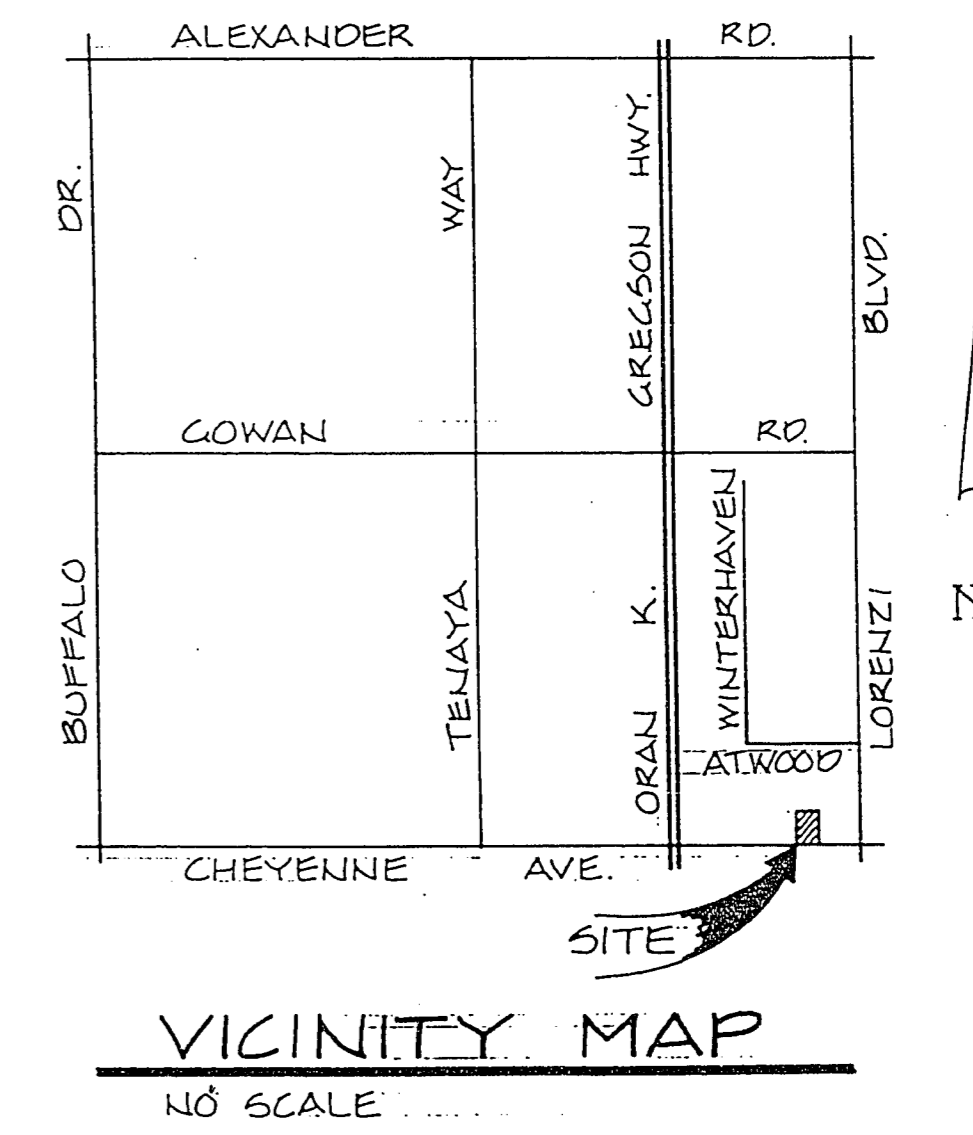 ALEXANDER RD.
BUFFALO DR.
TENAYA WAY
ORAN K. GREGSON HWY.
LORENZI BLVD.
GOWAN RD.
WINTERHAVEN
ATWOOD
CHEYENNE AVE.
SITE
VICINITY MAP
NO SCALE